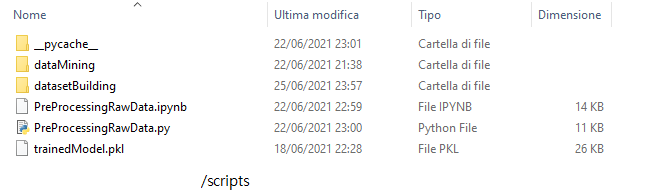 Nome Ultima modifica Tipo Dimensione
__pycache__ 22/06/2021 23:01 Cartella di file
dataMining 22/06/2021 21:38 Cartella di file
datasetBuilding 25/06/2021 23:57 Cartella di file
PreProcessingRawData.ipynb 22/06/2021 22:59 File IPYNB 14 KB
PreProcessingRawData.py 22/06/2021 23:00 Python File 11 KB
trainedModel.pkl 18/06/2021 22:28 File PKL 26 KB
/scripts